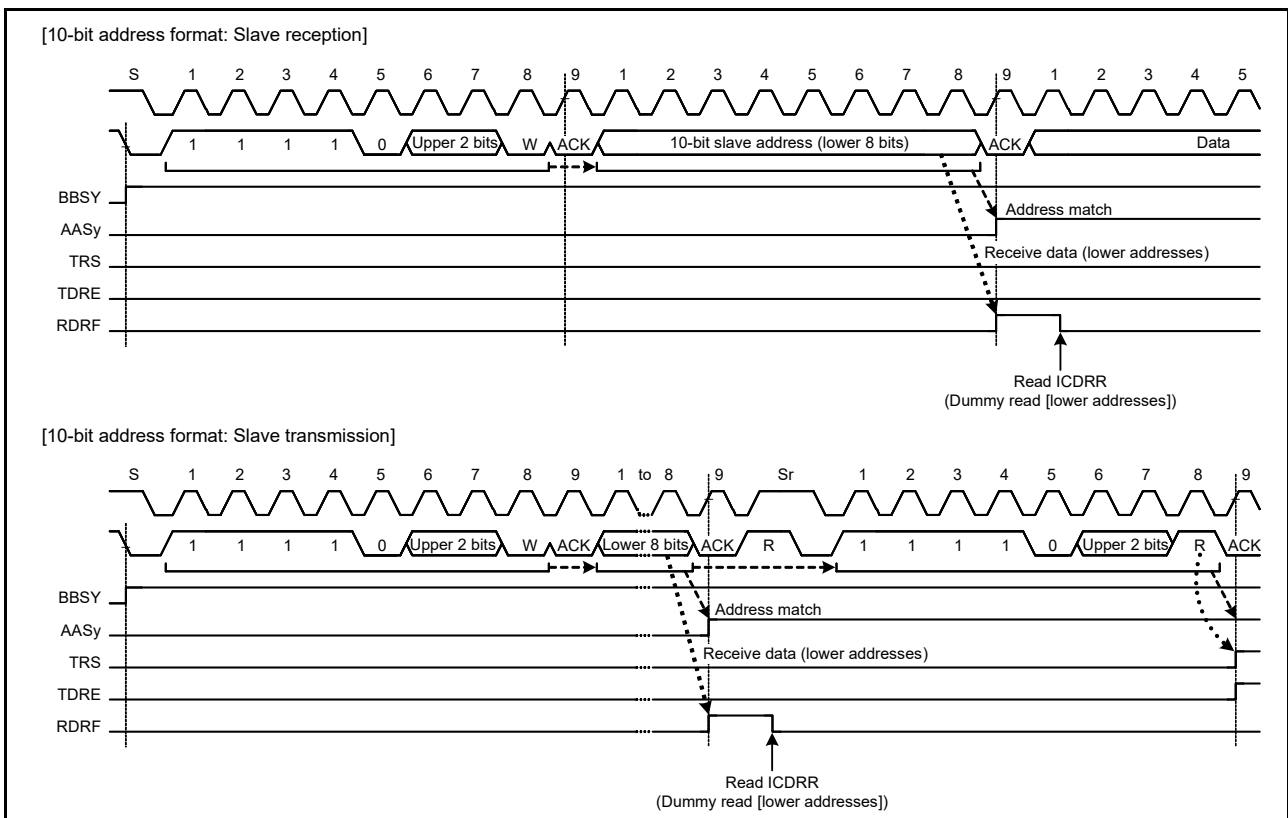 [10-bit address format: Slave reception]
S 1 2 3 4 5 6 7 8 9 1 2 3 4 5 6 7 8 9 1 2 3 4 5
1 1 1 1 0 Upper 2 bits W ACK 10-bit slave address (lower 8 bits) ACK Data
BBSY
Address match
AASy
Receive data (lower addresses)
TRS
TDRE
RDRF
Read ICDRR
(Dummy read [lower addresses])
[10-bit address format: Slave transmission]
S 1 2 3 4 5 6 7 8 9 1 to 8 9 Sr 1 2 3 4 5 6 7 8 9
1 1 1 1 0 Upper 2 bits W ACK Lower 8 bits ACK R 1 1 1 1 0 Upper 2 bits R ACK
BBSY
Address match
AASy
Receive data (lower addresses)
TRS
TDRE
RDRF
Read ICDRR
(Dummy read [lower addresses])